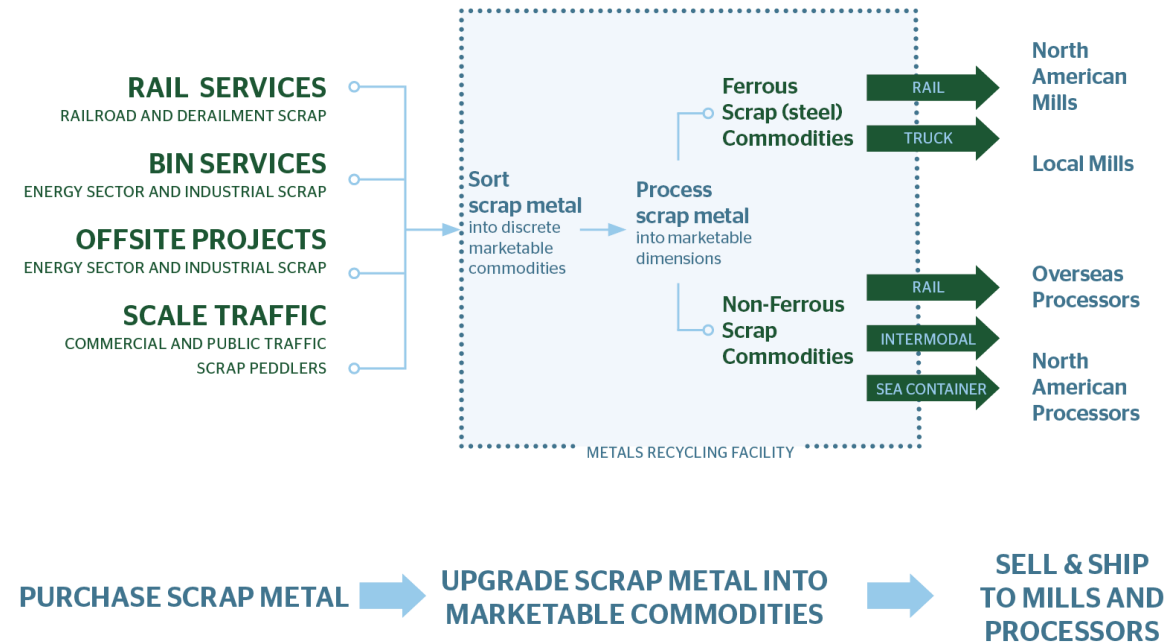 RAIL SERVICES
RAILROAD AND DERAILMENT SCRAP
BIN SERVICES
ENERGY SECTOR AND INDUSTRIAL SCRAP
OFFSITE PROJECTS
ENERGY SECTOR AND INDUSTRIAL SCRAP
SCALE TRAFFIC
COMMERCIAL AND PUBLIC TRAFFIC
SCRAP PEDDLERS
Sort
scrap metal
into discrete
marketable
commodities
Process
scrap metal
into marketable
dimensions
Ferrous
Scrap (steel)
Commodities
RAIL
TRUCK
North
American
Mills
Local Mills
Non-Ferrous
Scrap
Commodities
RAIL
INTERMODAL
SEA CONTAINER
Overseas
Processors
North
American
Processors
METALS RECYCLING FACILITY
PURCHASE SCRAP METAL
UPGRADE SCRAP METAL INTO
MARKETABLE COMMODITIES
SELL & SHIP
TO MILLS AND
PROCESSORS